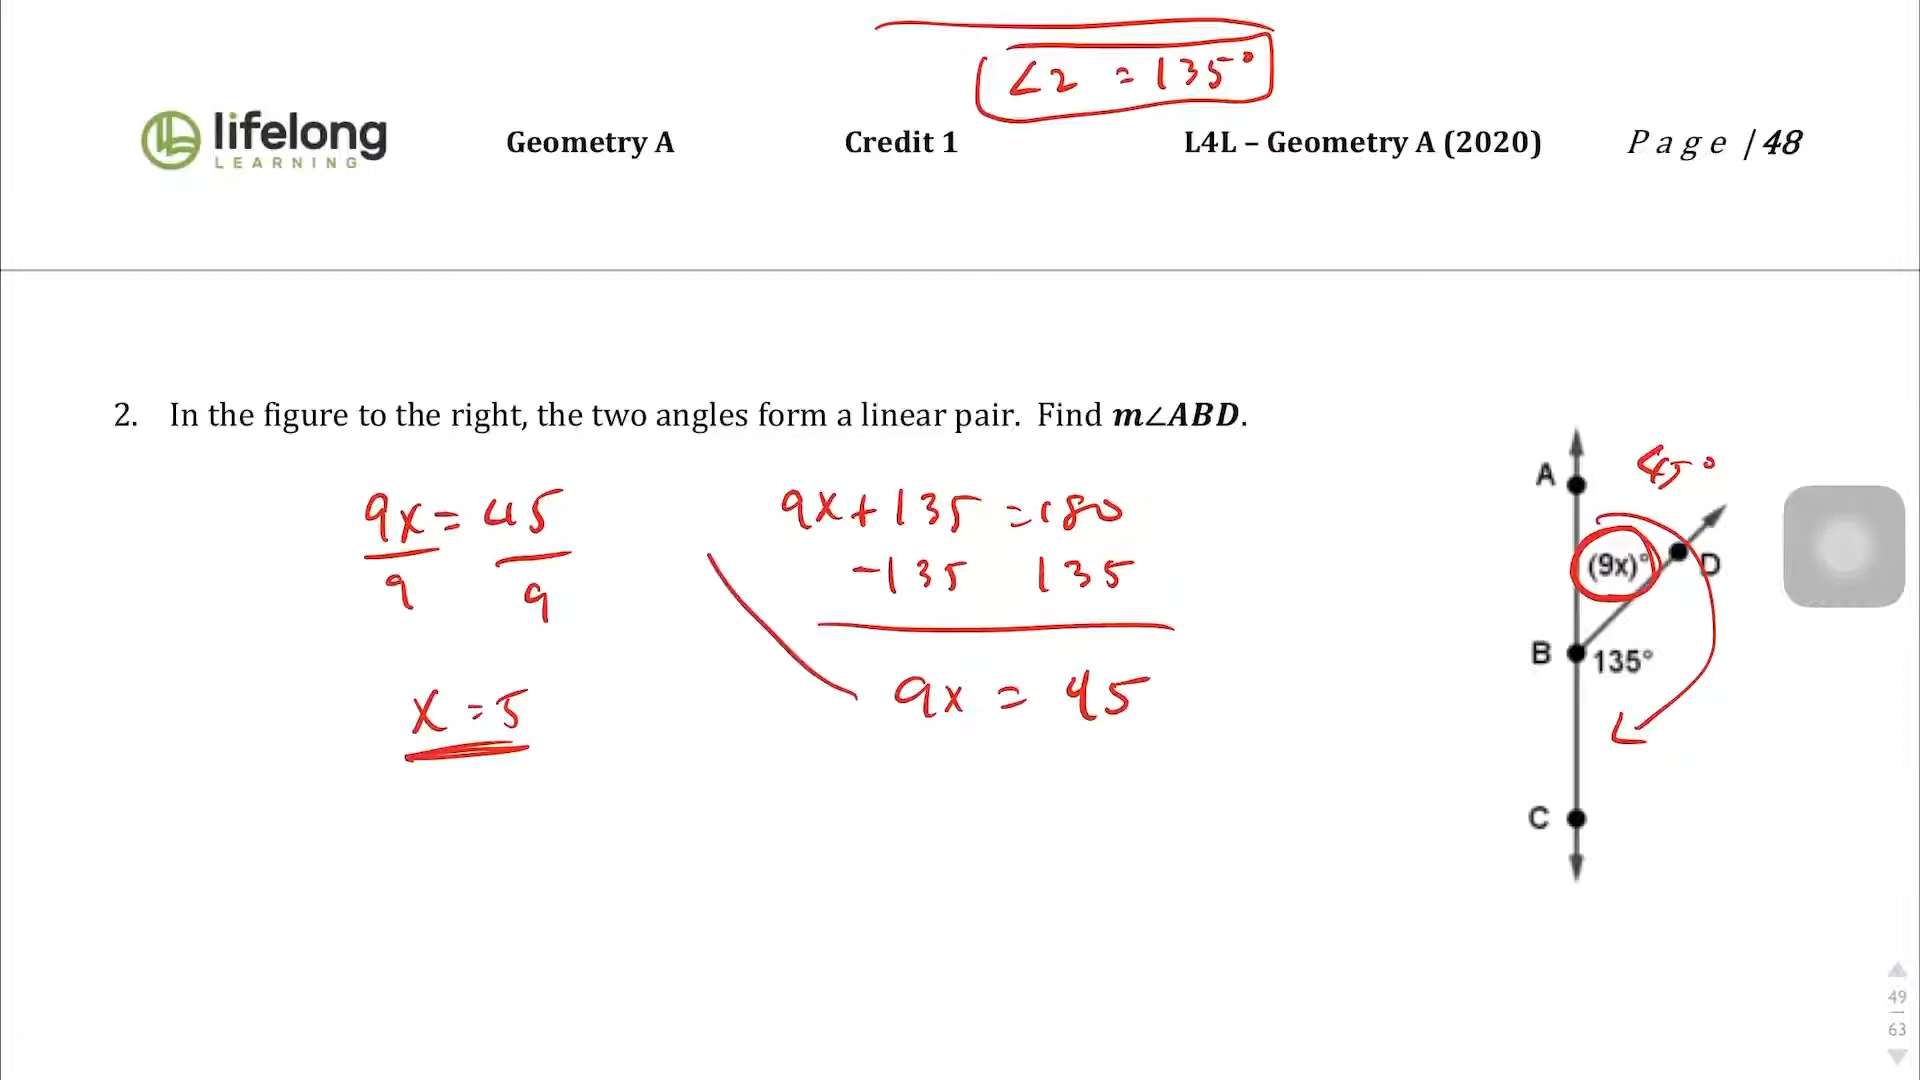 ∠2 = 135°
lifelong
LEARNING
Geometry A
Credit 1
L4L – Geometry A (2020)
Page | 48
2. In the figure to the right, the two angles form a linear pair. Find m∠ABD.
9x = 45
9 9
x = 5
9x + 135 = 180
-135 135
9x = 45
A
45°
(9x)°
D
B
135°
C
49
63